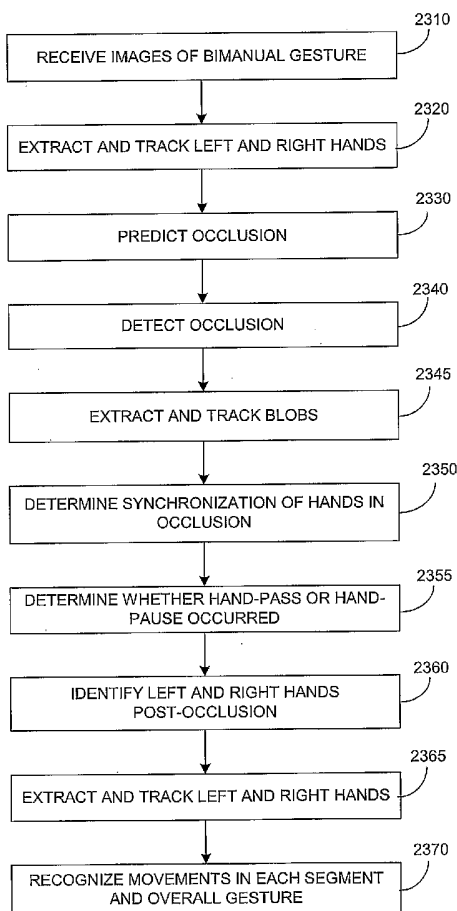 2310
RECEIVE IMAGES OF BIMANUAL GESTURE
2320
EXTRACT AND TRACK LEFT AND RIGHT HANDS
2330
PREDICT OCCLUSION
2340
DETECT OCCLUSION
2345
EXTRACT AND TRACK BLOBS
2350
DETERMINE SYNCHRONIZATION OF HANDS IN
OCCLUSION
2355
DETERMINE WHETHER HAND-PASS OR HAND-
PAUSE OCCURRED
2360
IDENTIFY LEFT AND RIGHT HANDS
POST-OCCLUSION
2365
EXTRACT AND TRACK LEFT AND RIGHT HANDS
2370
RECOGNIZE MOVEMENTS IN EACH SEGMENT
AND OVERALL GESTURE